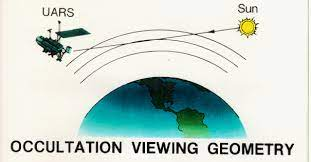 UARS
Sun
OCCULTATION VIEWING GEOMETRY